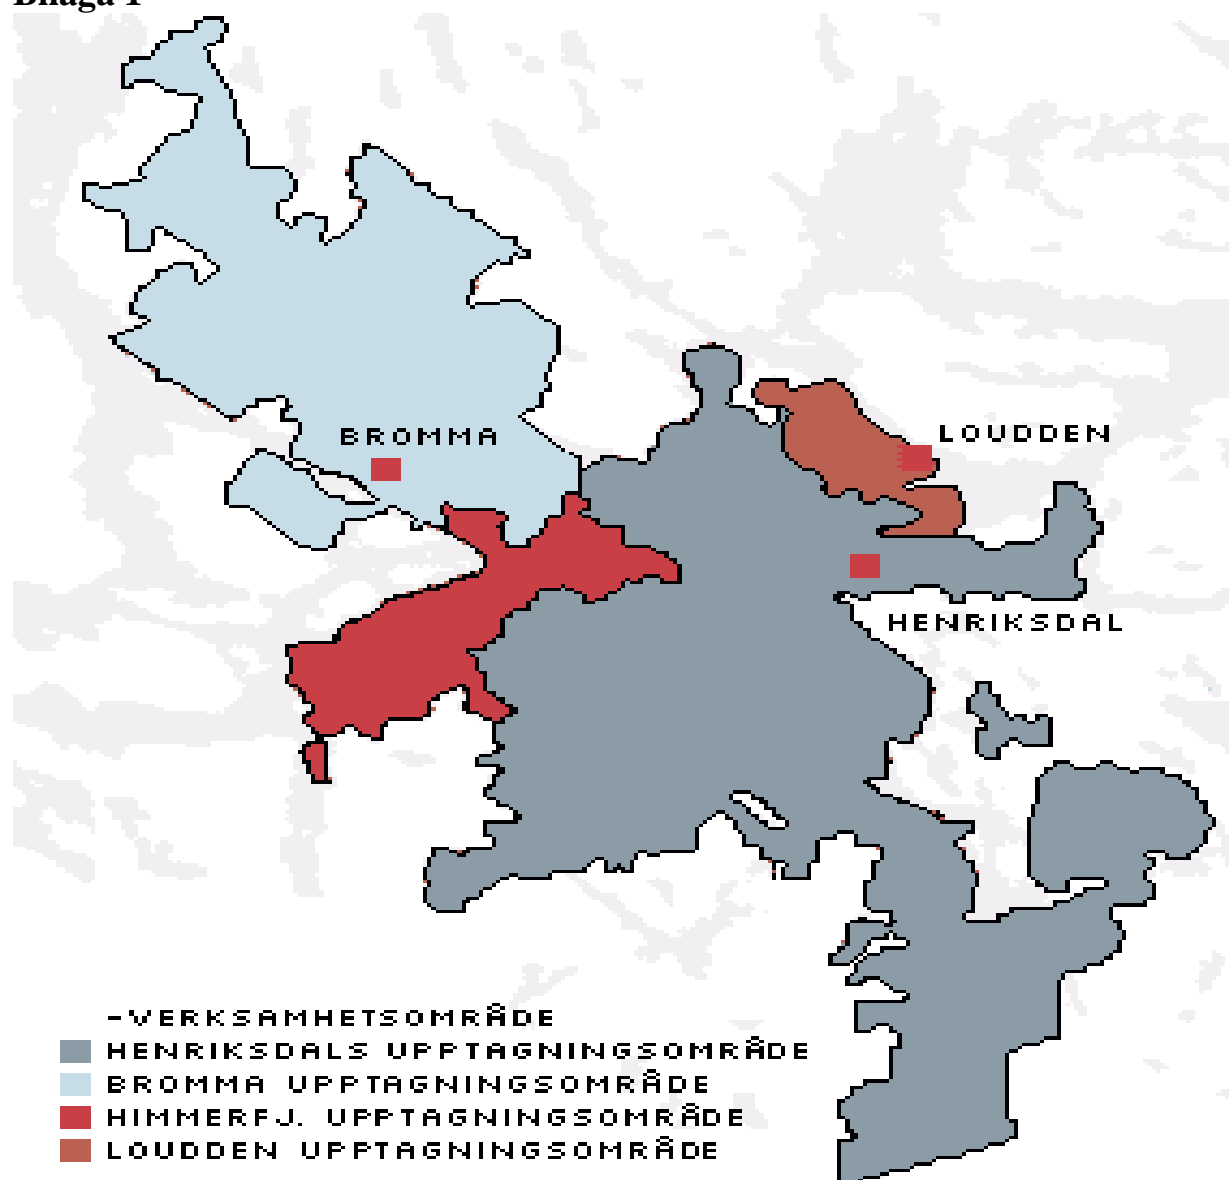 Bilaga 1
BROMMA
LOUDDEN
HENRIKSDAL
-VERKSAMHETSOMRÅDE
HENRIKSDALS UPPTAGNINGSOMRÅDE
BROMMA UPPTAGNINGSOMRÅDE
HIMMERFJ. UPPTAGNINGSOMRÅDE
LOUDDEN UPPTAGNINGSOMRÅDE